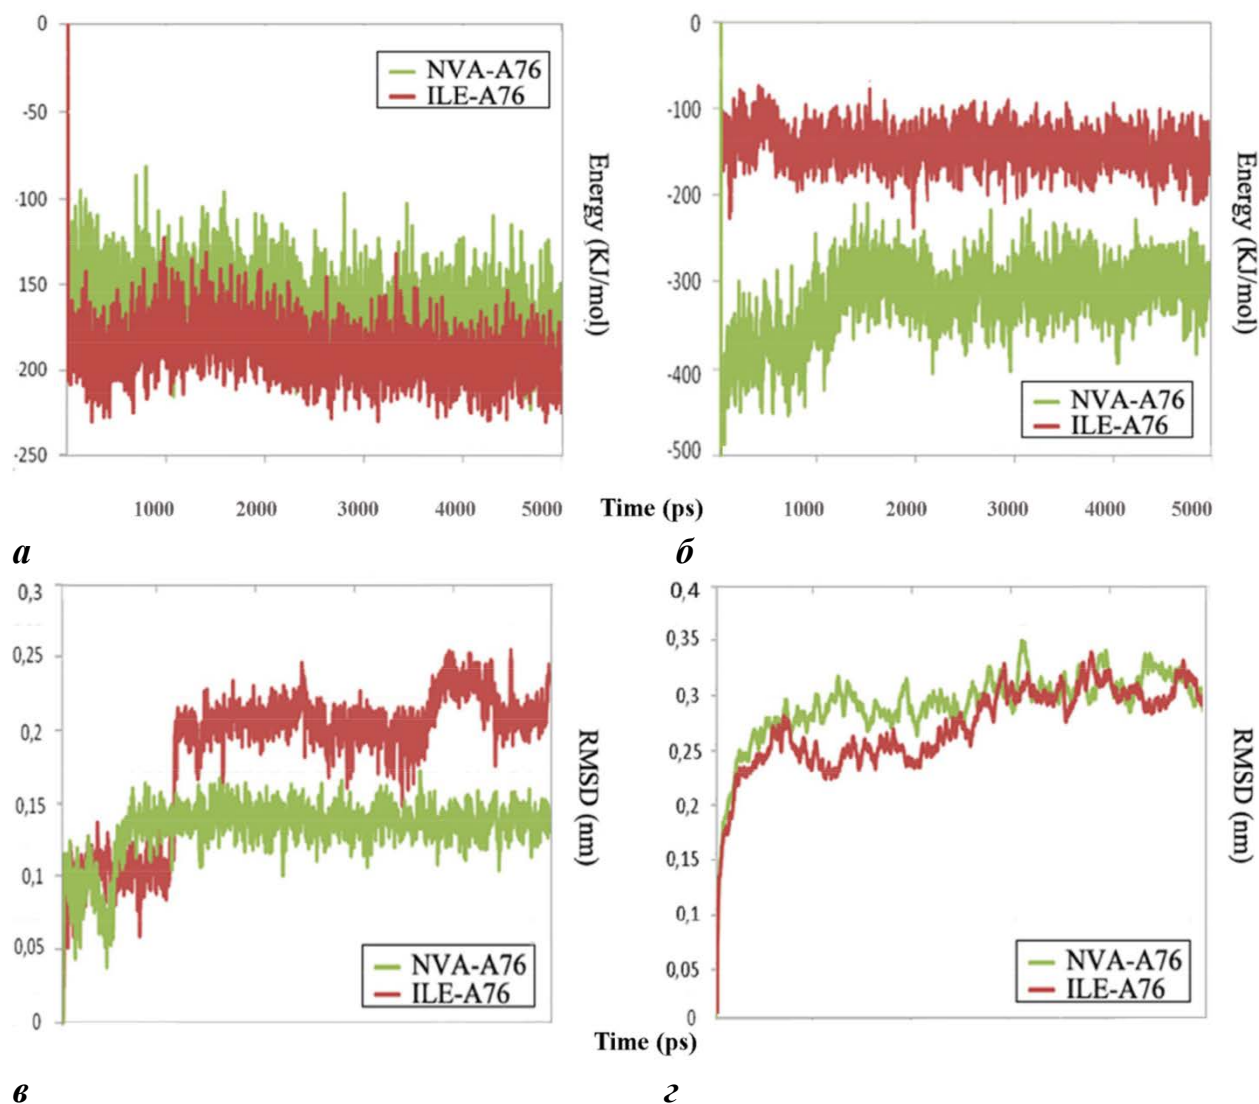 0
-50
-100
150
-200
-250
NVA-A76
ILE-A76
Energy (KJ/mol)
1000 2000 3000 4000 5000
а
0
-100
-200
-300
-400
-500
NVA-A76
ILE-A76
Energy (KJ/mol)
Time (ps)
1000 2000 3000 4000 5000
б
0,3
0,25
0,2
0,15
0,1
0,05
0
NVA-A76
ILE-A76
RMSD (nm)
в
0,4
0,35
0,3
0,25
0,2
0,15
0,1
0,05
0
NVA-A76
ILE-A76
RMSD (nm)
Time (ps)
г